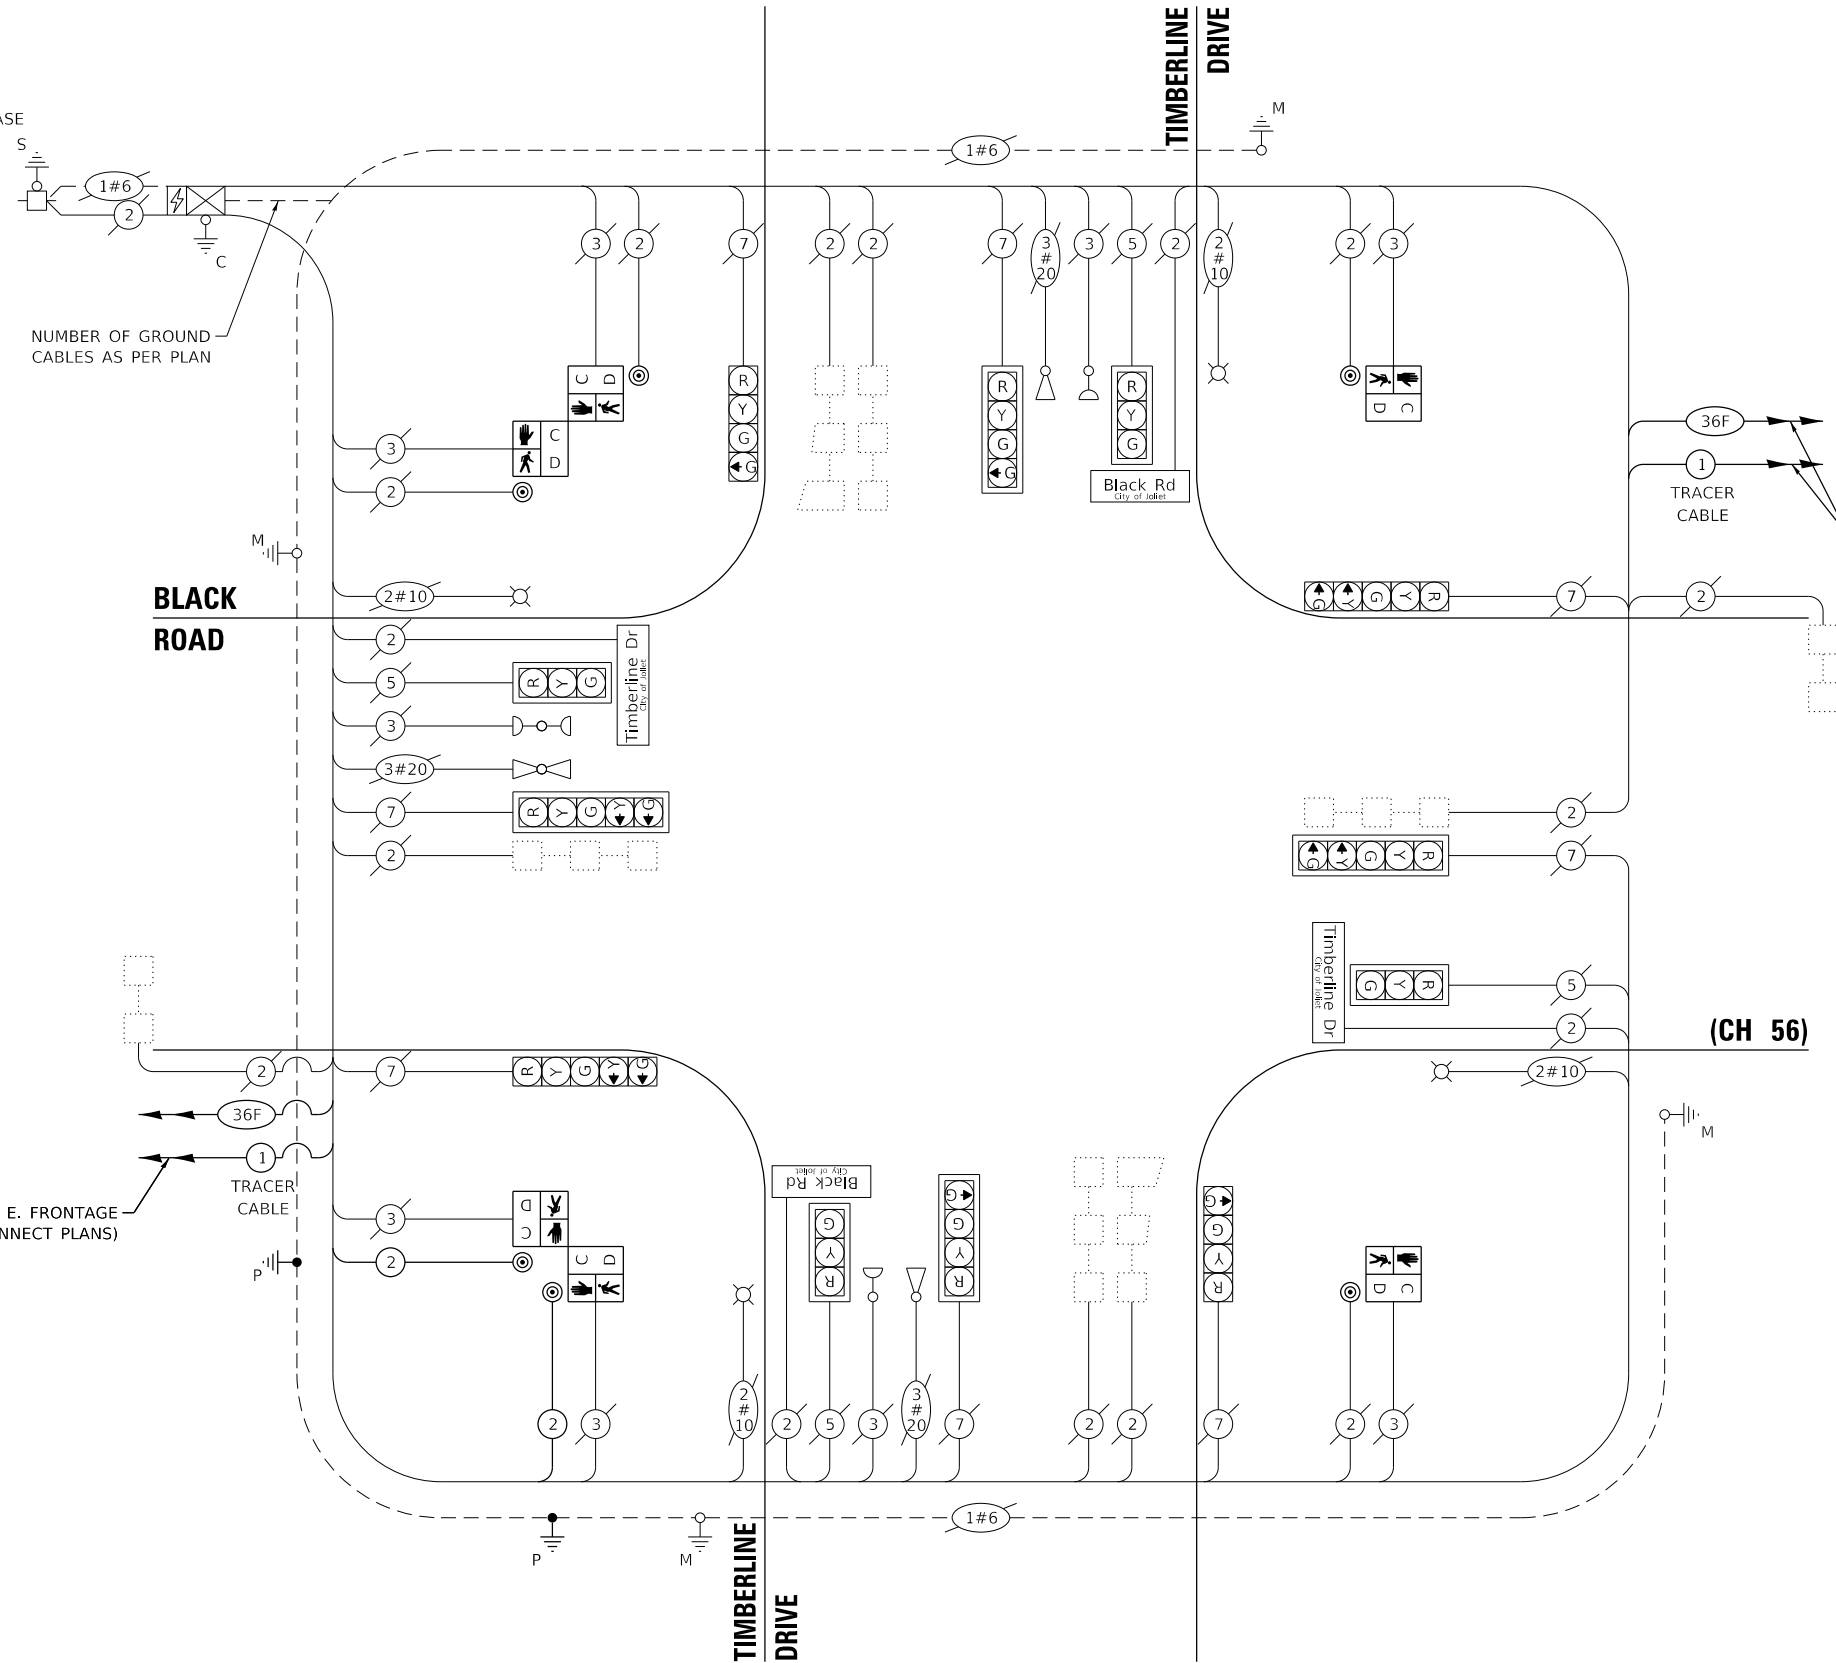 TIMBERLINE
DRIVE
ASE
S
1#6
2
C
NUMBER OF GROUND
CABLES AS PER PLAN
1#6
M
3
2
7
2
2
7
3
#
20
3
5
2
2
#
10
2
3
C D
C
D
R
Y
G
G
R
Y
G
G
R
Y
G
Black Rd
City of Joliet
D C
3
2
36F
1
TRACER
CABLE
M
BLACK
ROAD
2#10
2
5
R Y G
Timberline Dr
City of Joliet
3
3#20
7
R Y G Y G
2
G Y G Y R
7
2
2
G Y G Y R
7
Timberline Dr
City of Joliet
G Y R
5
2
(CH 56)
2#10
M
2
7
R Y G Y G
36F
1
TRACER
CABLE
E. FRONTAGE
NNECT PLANS)
3
D
C
2
P
C D
Black Rd
City of Joliet
G
Y
R
G
G
Y
R
G
G
Y
R
D C
2
3
2
#
10
2
5
3
3
#
20
7
2
2
7
2
3
1#6
P
M
TIMBERLINE
DRIVE